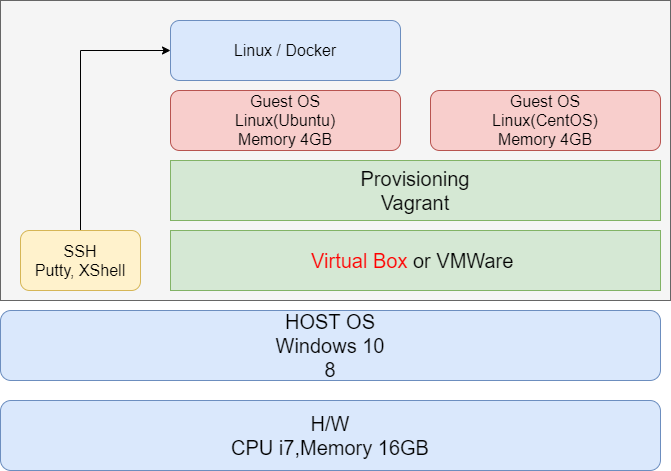 Linux / Docker
Guest OS
Linux(Ubuntu)
Memory 4GB
Guest OS
Linux(CentOS)
Memory 4GB
Provisioning
Vagrant
SSH
Putty, XShell
Virtual Box or VMWare
HOST OS
Windows 10
8
H/W
CPU i7,Memory 16GB